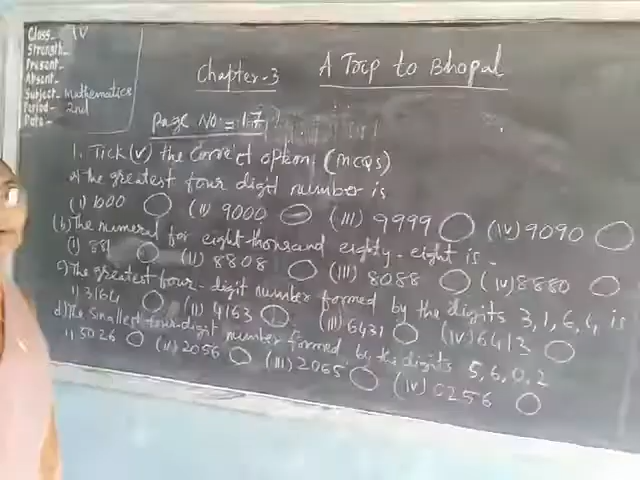 Class- IV
Strength-
Present-
Absent-
Subject- Mathematics
Period- 2nd
Date-
Chapter-3 A Trip to Bhopal
Page No:=17
1. Tick (√) the correct option (MCQS)
a) The greatest four digit number is
(i) 1000 (ii) 9000 (iii) 9999 (iv) 9090
(b) The numeral for eight-thousand eighty-eight is -
(i) 881 (ii) 8808 (iii) 8088 (iv) 8880
c) The greatest four-digit number formed by the digits 3,1,6,4, is
i) 3164 (ii) 4163 (iii) 6431 (iv) 6413
d) The smallest four-digit number formed by the digits 5,6,0,2
i) 5026 (ii) 2056 (iii) 2065 (iv) 0256